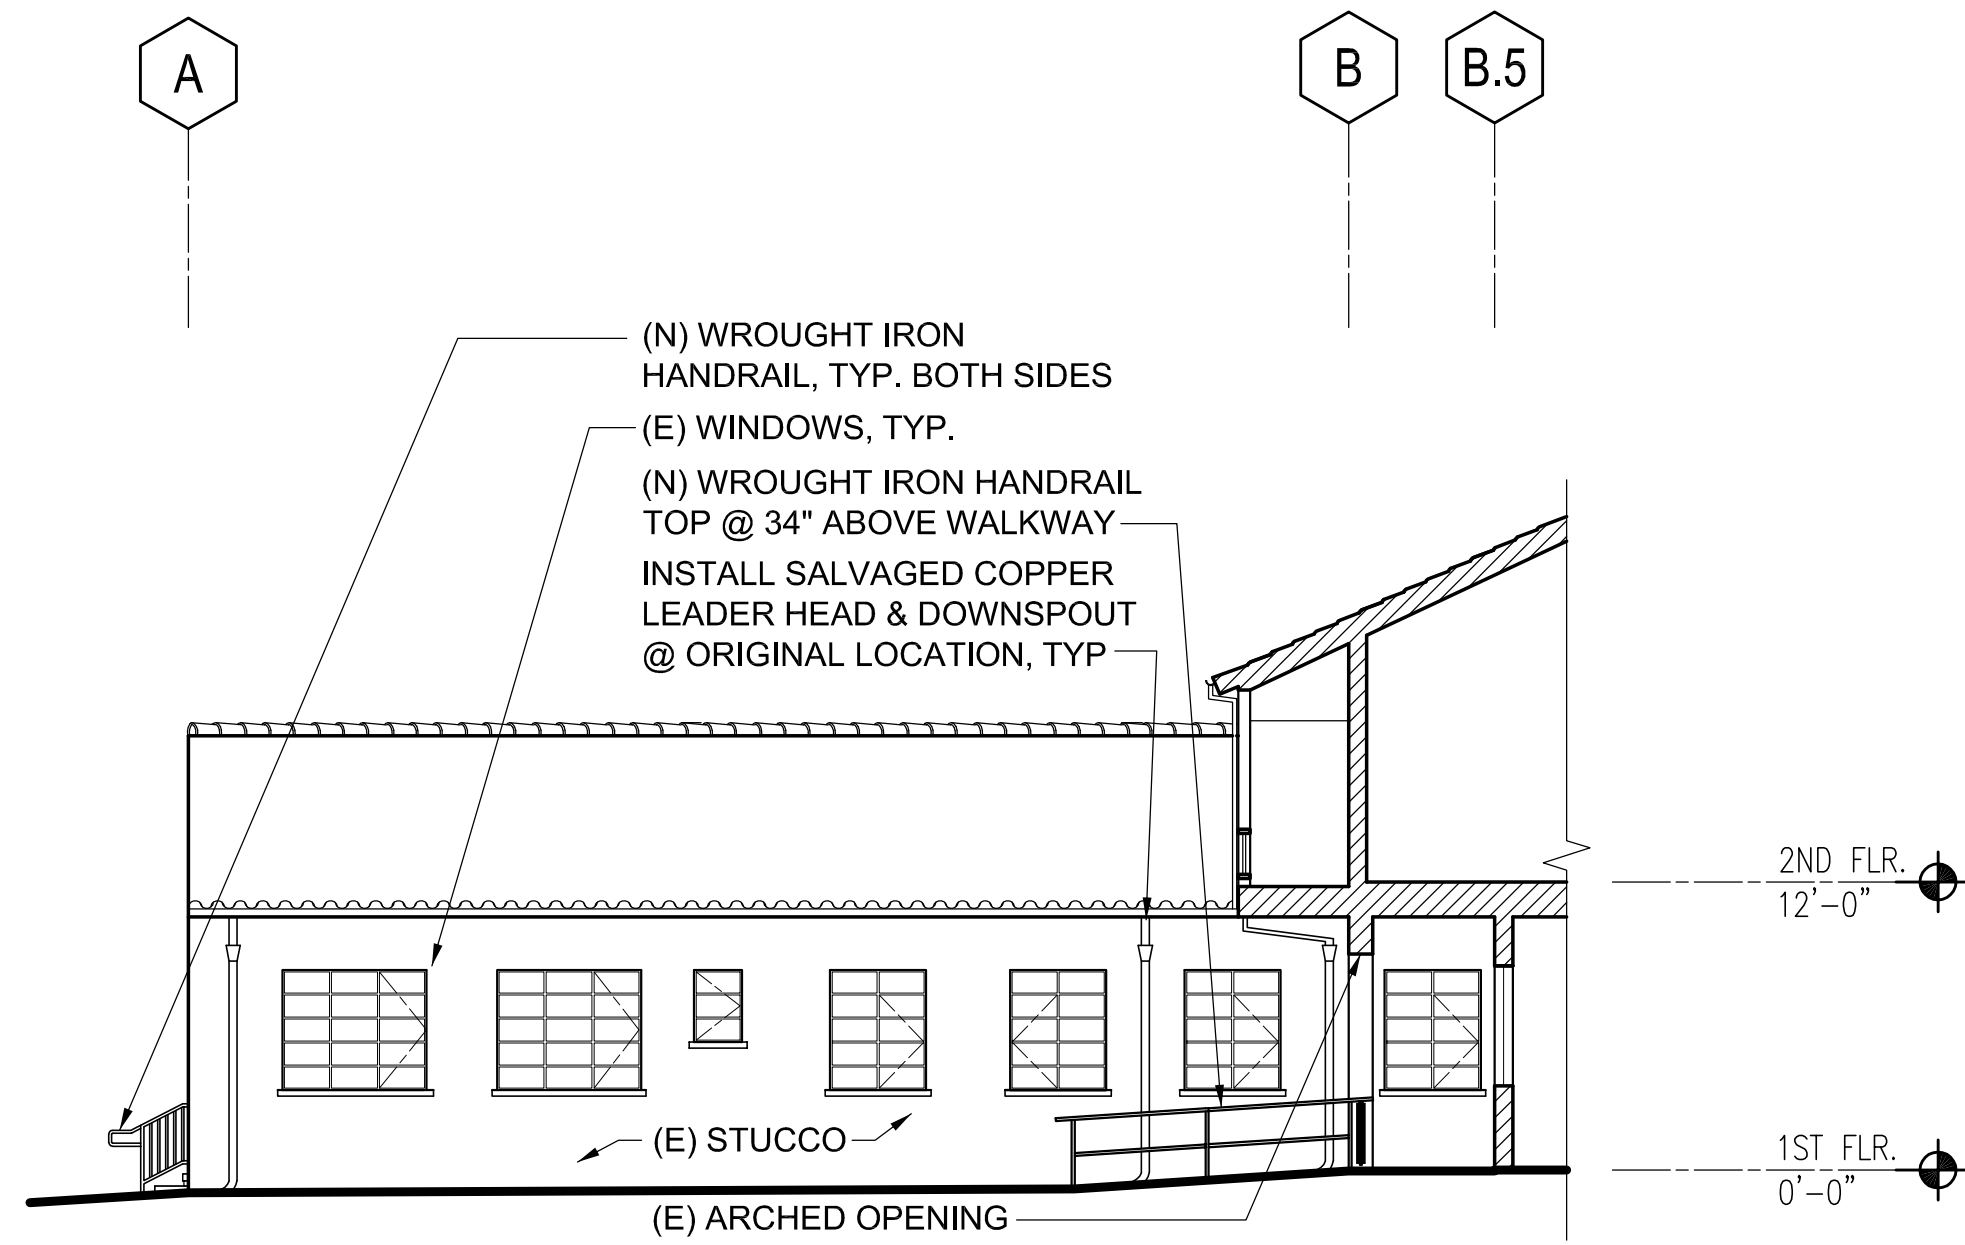 A
B
B.5
(N) WROUGHT IRON
HANDRAIL, TYP. BOTH SIDES
(E) WINDOWS, TYP.
(N) WROUGHT IRON HANDRAIL
TOP @ 34" ABOVE WALKWAY
INSTALL SALVAGED COPPER
LEADER HEAD & DOWNSPOUT
@ ORIGINAL LOCATION, TYP
2ND FLR.
12'-0"
(E) STUCCO
1ST FLR.
0'-0"
(E) ARCHED OPENING